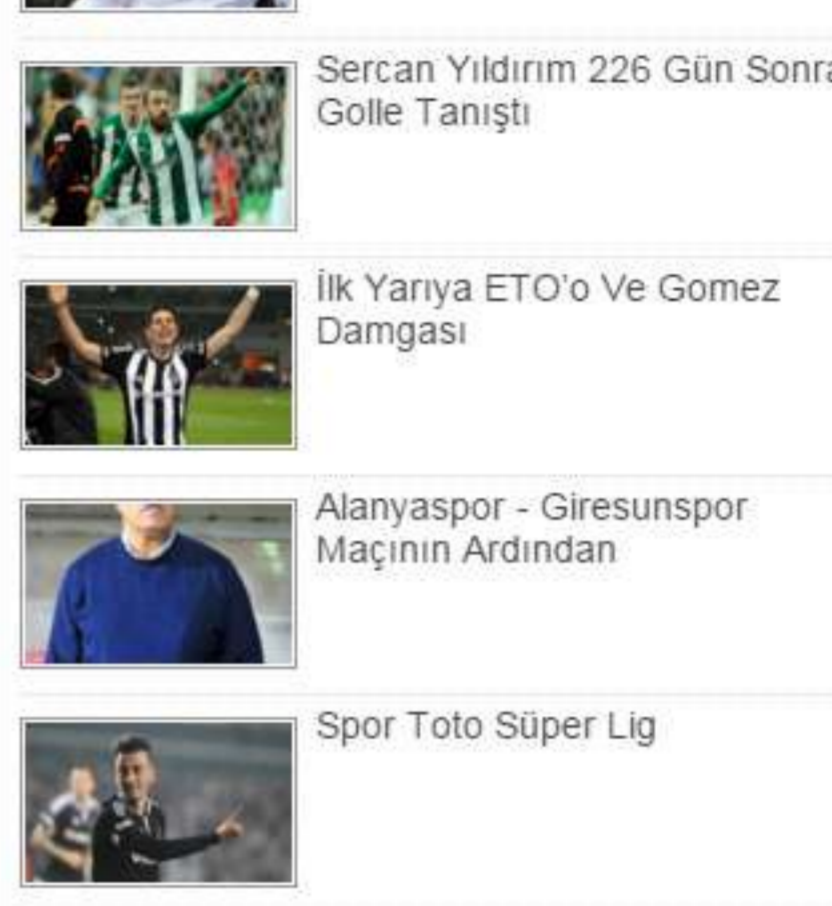 Sercan Yıldırım 226 Gün Sonra
Golle Tanıştı
İlk Yarıya ETO'o Ve Gomez
Damgası
Alanyaspor - Giresunspor
Maçının Ardından
Spor Toto Süper Lig